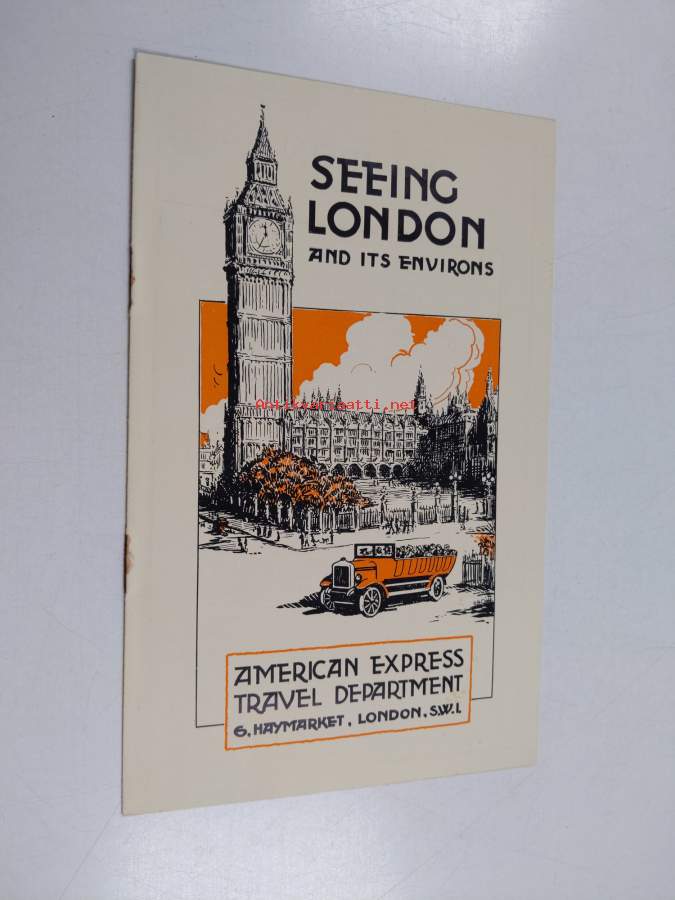 SEEING
LONDON
AND ITS ENVIRONS
Antikvariaatti.net
AMERICAN EXPRESS
TRAVEL DEPARTMENT
6, HAYMARKET, LONDON, S.W.1.